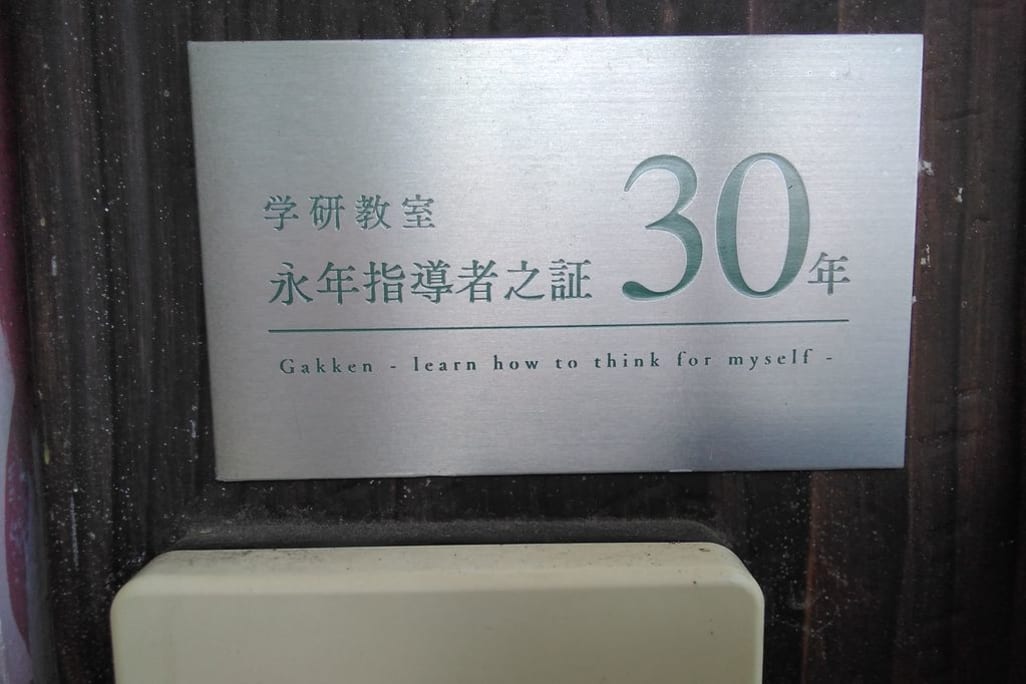 学研教室
永年指導者之証 30年
Gakken - learn how to think for myself -